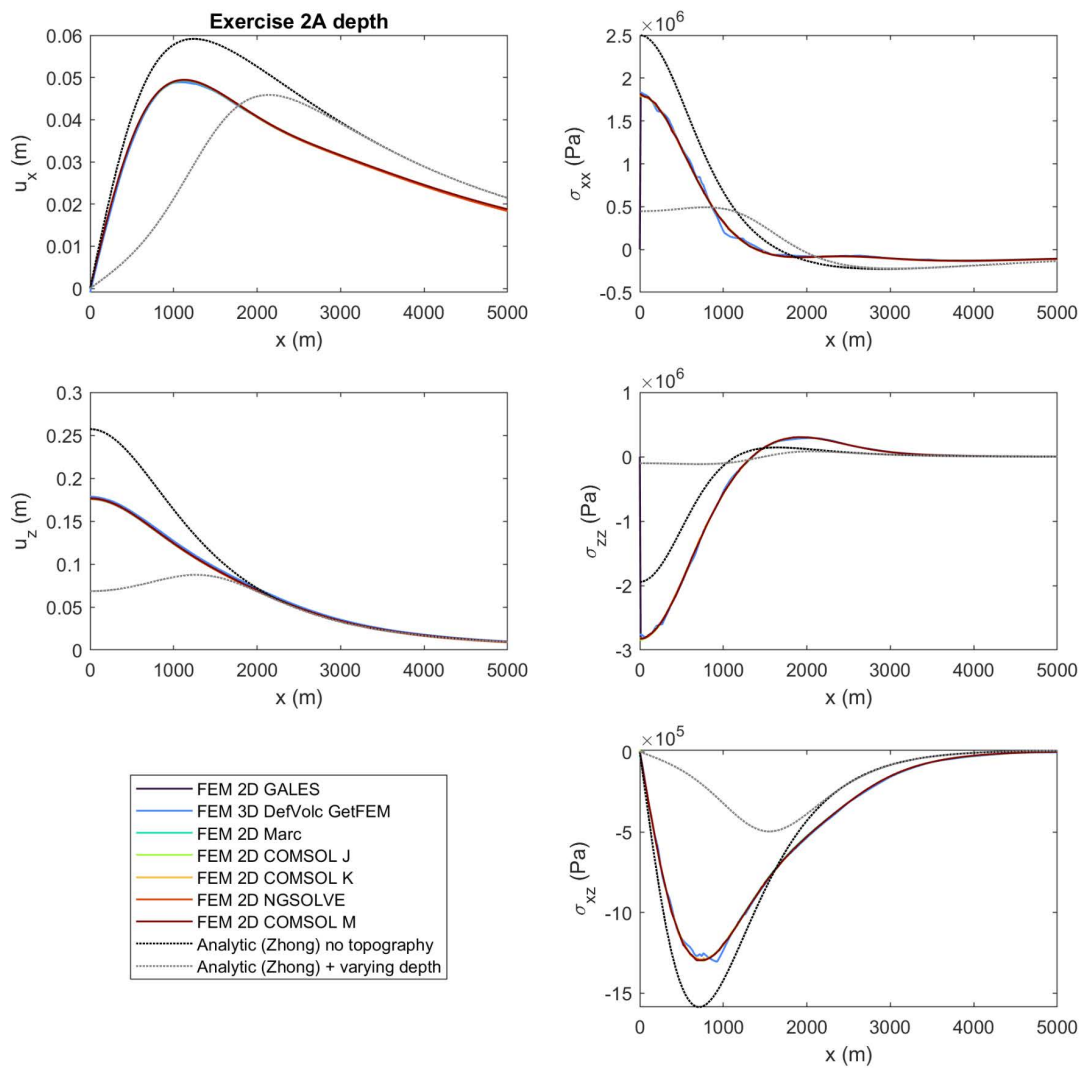 Exercise 2A depth
0.06
0.05
0.04
0.03
0.02
0.01
0
u_x (m)
0 1000 2000 3000 4000 5000
x (m)
×10^6
2.5
2
1.5
1
0.5
0
-0.5
σ_xx (Pa)
0 1000 2000 3000 4000 5000
x (m)
0.3
0.25
0.2
0.15
0.1
0.05
0
u_z (m)
0 1000 2000 3000 4000 5000
x (m)
×10^6
1
0
-1
-2
-3
σ_zz (Pa)
0 1000 2000 3000 4000 5000
x (m)
FEM 2D GALES
FEM 3D DefVolc GetFEM
FEM 2D Marc
FEM 2D COMSOL J
FEM 2D COMSOL K
FEM 2D NGSOLVE
FEM 2D COMSOL M
Analytic (Zhong) no topography
Analytic (Zhong) + varying depth
×10^5
0
-5
-10
-15
σ_xz (Pa)
0 1000 2000 3000 4000 5000
x (m)